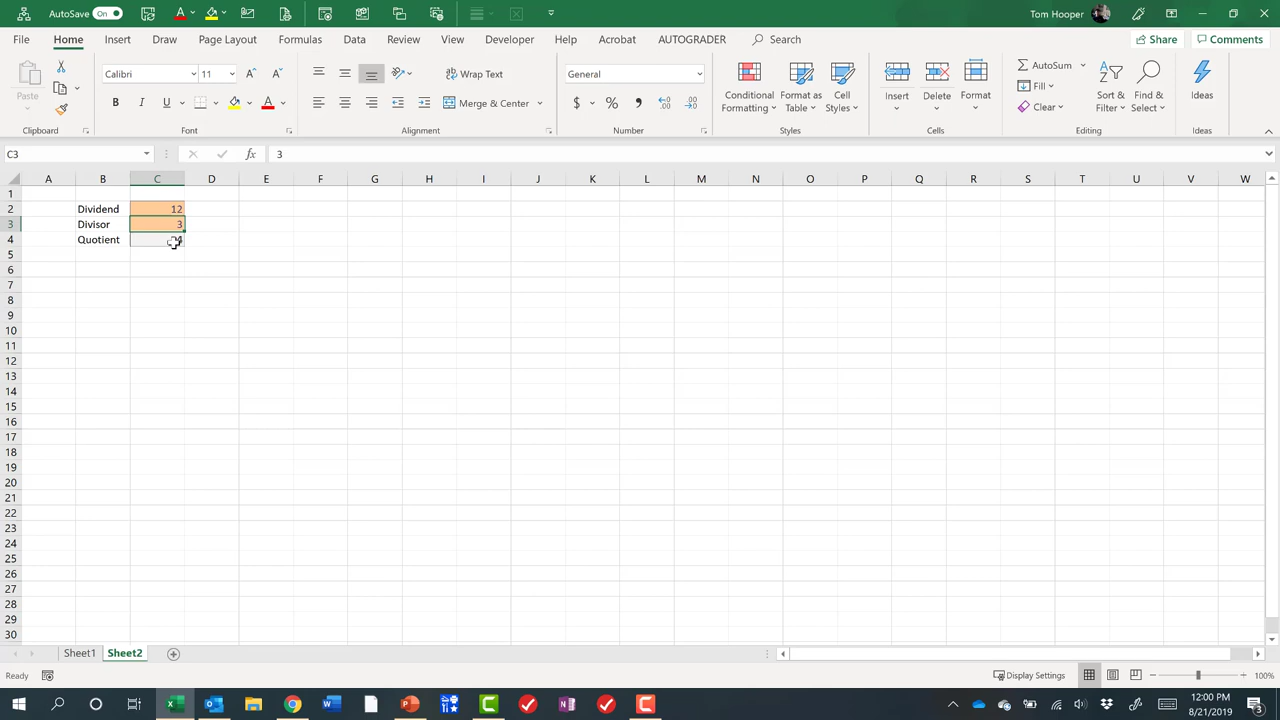 AutoSave On Tom Hooper
File Home Insert Draw Page Layout Formulas Data Review View Developer Help Acrobat AUTOGRADER Search Share Comments
Paste Calibri 11 Wrap Text General Conditional Formatting Format as Table Cell Styles Insert Delete Format AutoSum Sort & Filter Find & Select Ideas
B I U A Merge & Center $ % , Fill Clear
Clipboard Font Alignment Number Styles Cells Editing Ideas
C3 fx 3
A B C D E F G H I J K L M N O P Q R S T U V W
1
2 Dividend 12
3 Divisor 3
4 Quotient
5
6
7
8
9
10
11
12
13
14
15
16
17
18
19
20
21
22
23
24
25
26
27
28
29
30
Sheet1 Sheet2
Ready Display Settings 100%
12:00 PM
8/21/2019